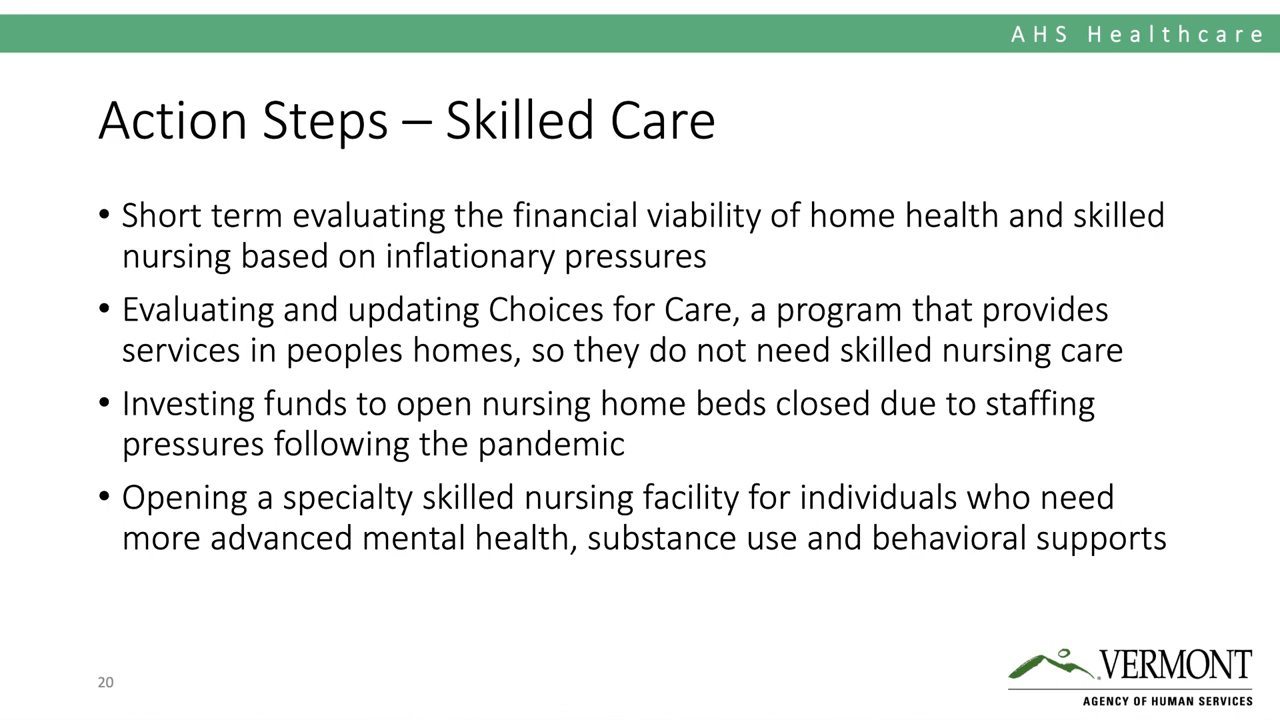 AHS Healthcare
Action Steps – Skilled Care
• Short term evaluating the financial viability of home health and skilled
nursing based on inflationary pressures
• Evaluating and updating Choices for Care, a program that provides
services in peoples homes, so they do not need skilled nursing care
• Investing funds to open nursing home beds closed due to staffing
pressures following the pandemic
• Opening a specialty skilled nursing facility for individuals who need
more advanced mental health, substance use and behavioral supports
20
VERMONT
AGENCY OF HUMAN SERVICES